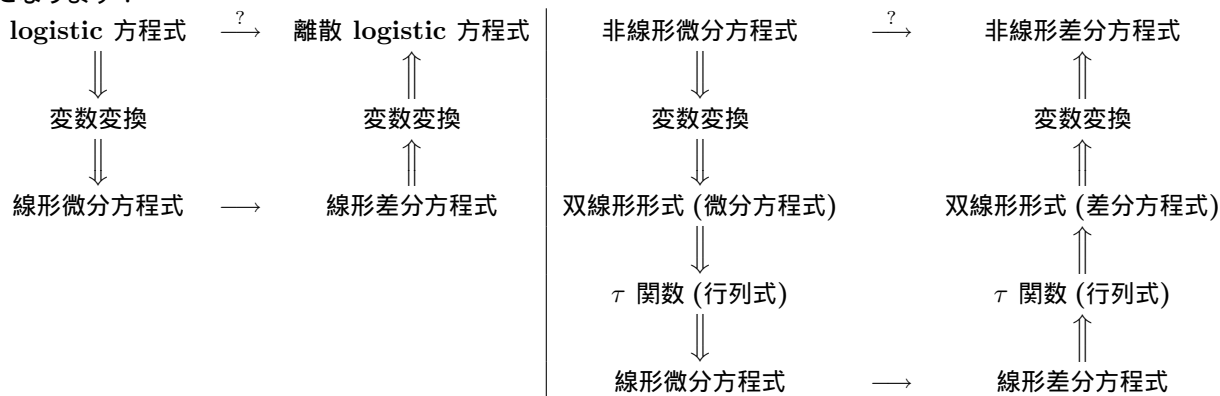 logistic 方程式 ? ⟶ 離散 logistic 方程式
⇓ ⇑
変数変換 変数変換
⇓ ⇑
線形微分方程式 ⟶ 線形差分方程式
非線形微分方程式 ? ⟶ 非線形差分方程式
⇓ ⇑
変数変換 変数変換
⇓ ⇑
双線形形式 (微分方程式) 双線形形式 (差分方程式)
⇓ ⇑
τ 関数 (行列式) τ 関数 (行列式)
⇓ ⇑
線形微分方程式 ⟶ 線形差分方程式